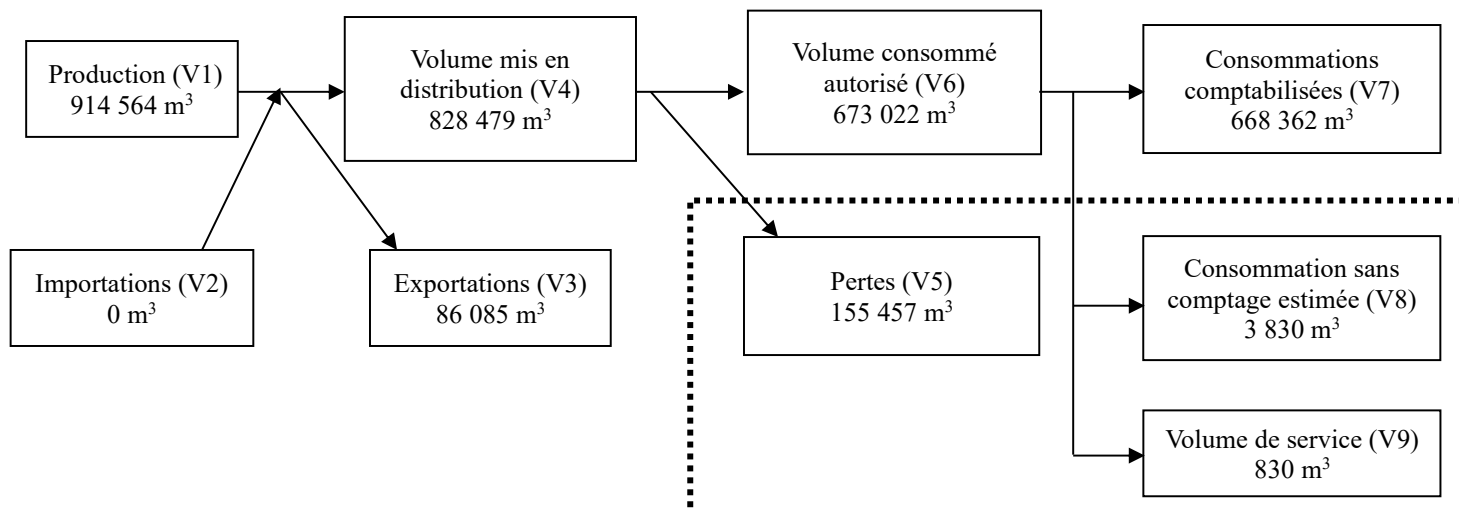 Production (V1)
914 564 m³
Volume mis en
distribution (V4)
828 479 m³
Volume consommé
autorisé (V6)
673 022 m³
Consommations
comptabilisées (V7)
668 362 m³
Importations (V2)
0 m³
Exportations (V3)
86 085 m³
Pertes (V5)
155 457 m³
Consommation sans
comptage estimée (V8)
3 830 m³
Volume de service (V9)
830 m³